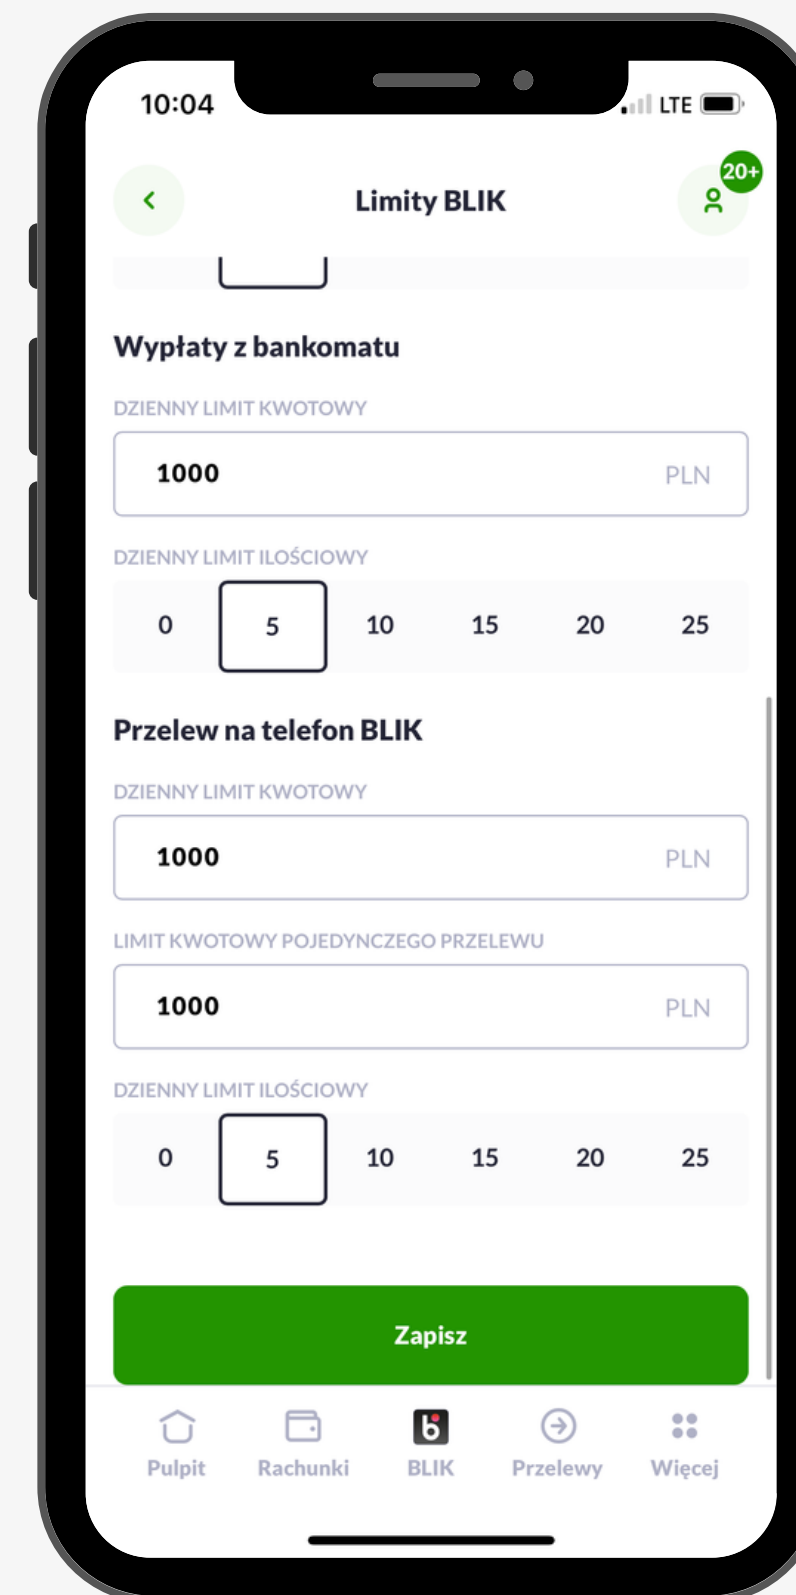 10:04
LTE
20+
Limity BLIK
Wypłaty z bankomatu
DZIENNY LIMIT KWOTOWY
1000 PLN
DZIENNY LIMIT ILOŚCIOWY
0 5 10 15 20 25
Przelew na telefon BLIK
DZIENNY LIMIT KWOTOWY
1000 PLN
LIMIT KWOTOWY POJEDYNCZEGO PRZELEWU
1000 PLN
DZIENNY LIMIT ILOŚCIOWY
0 5 10 15 20 25
Zapisz
Pulpit Rachunki BLIK Przelewy Więcej